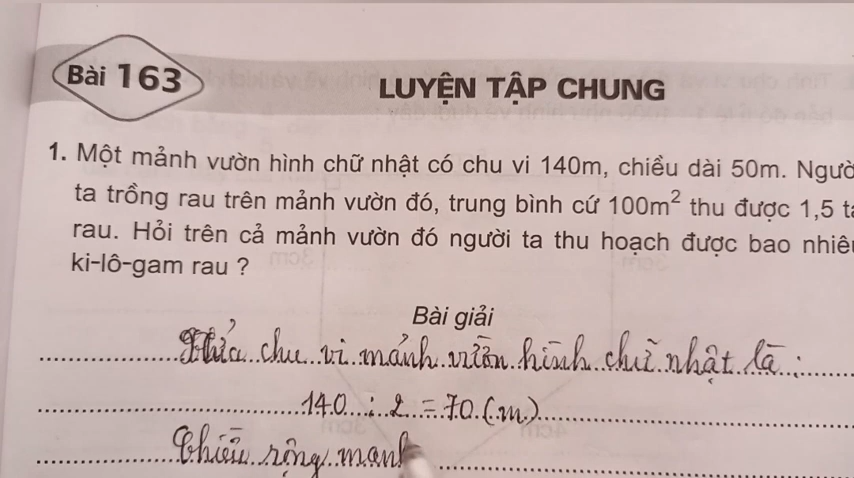 Bài 163
LUYỆN TẬP CHUNG
1. Một mảnh vườn hình chữ nhật có chu vi 140m, chiều dài 50m. Ngườ
ta trồng rau trên mảnh vườn đó, trung bình cứ 100m² thu được 1,5 tạ
rau. Hỏi trên cả mảnh vườn đó người ta thu hoạch được bao nhiê
ki-lô-gam rau ?
Bài giải
Nửa chu vi mảnh vườn hình chữ nhật là :
140 : 2 = 70 (m)
Chiều rộng mảnh